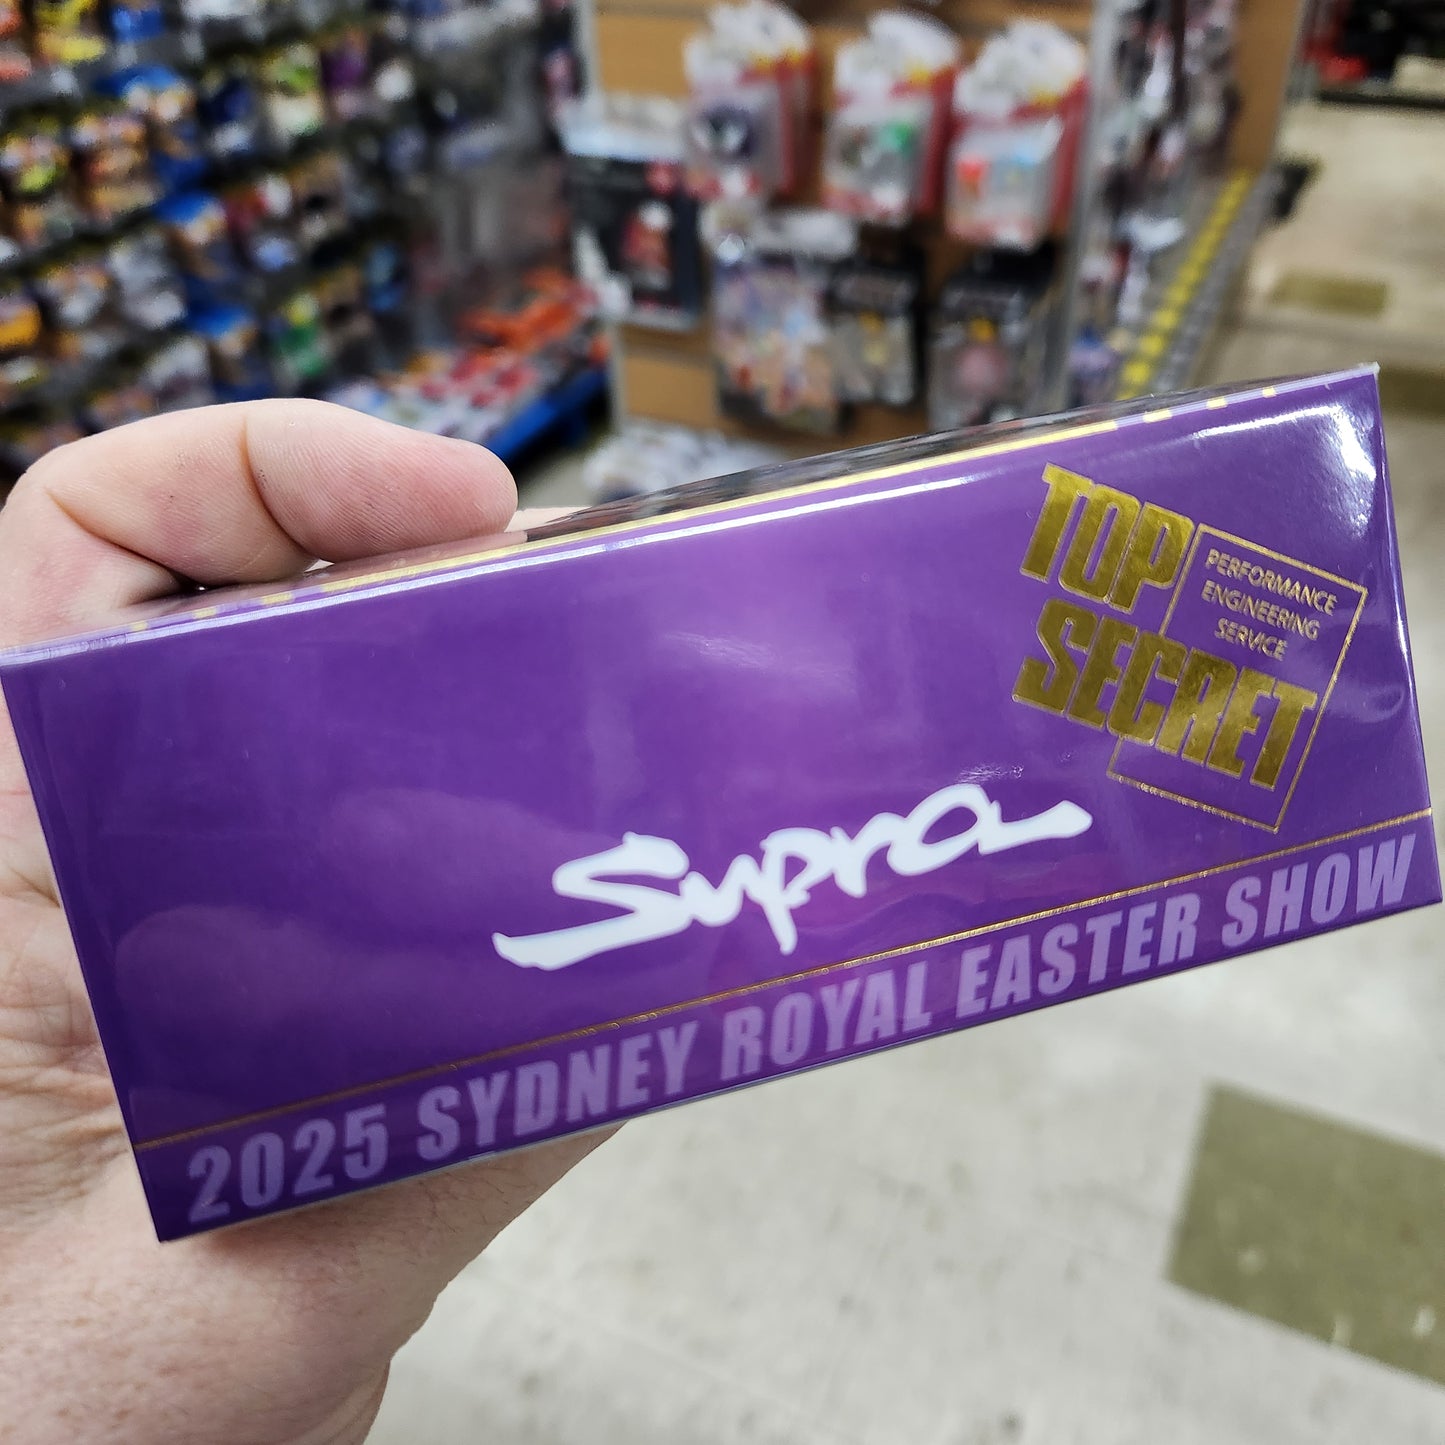 TOP
SECRET
PERFORMANCE
ENGINEERING
SERVICE
Supra
2025 SYDNEY ROYAL EASTER SHOW